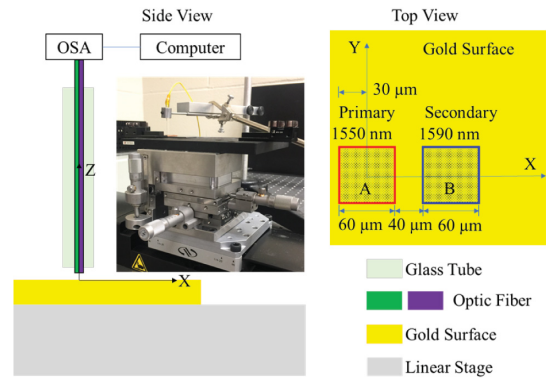 Side View
OSA
Computer
Z
X
Top View
Y
Gold Surface
30 μm
Primary
Secondary
1550 nm
1590 nm
A
B
X
60 μm
40 μm
60 μm
Glass Tube
Optic Fiber
Gold Surface
Linear Stage